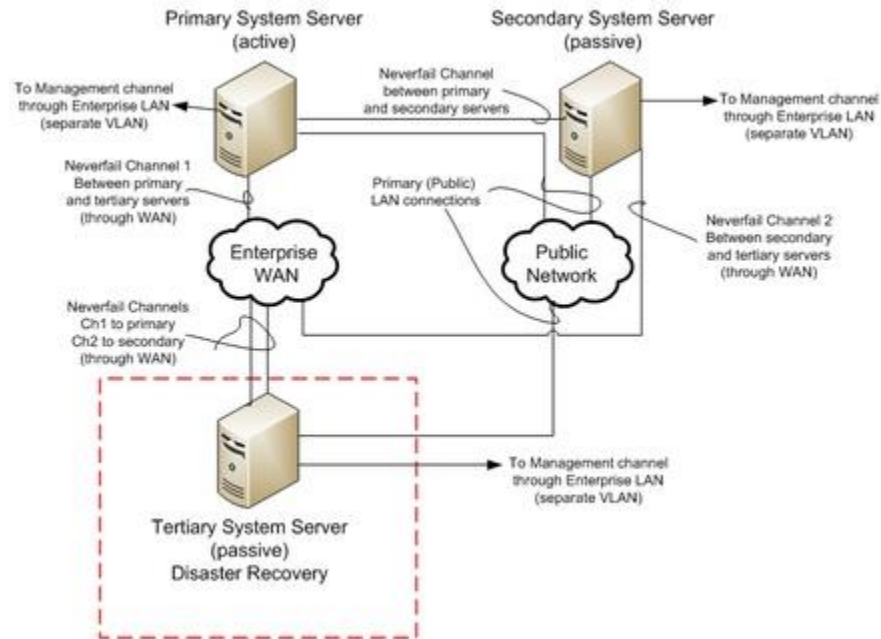 Primary System Server
(active)
Secondary System Server
(passive)
To Management channel
through Enterprise LAN
(separate VLAN)
Neverfail Channel
between primary
and secondary servers
To Management channel
through Enterprise LAN
(separate VLAN)
Neverfail Channel 1
Between primary
and tertiary servers
(through WAN)
Primary (Public)
LAN connections
Neverfail Channel 2
Between secondary
and tertiary servers
(through WAN)
Enterprise
WAN
Public
Network
Neverfail Channels
Ch1 to primary
Ch2 to secondary
(through WAN)
To Management channel
through Enterprise LAN
(separate VLAN)
Tertiary System Server
(passive)
Disaster Recovery